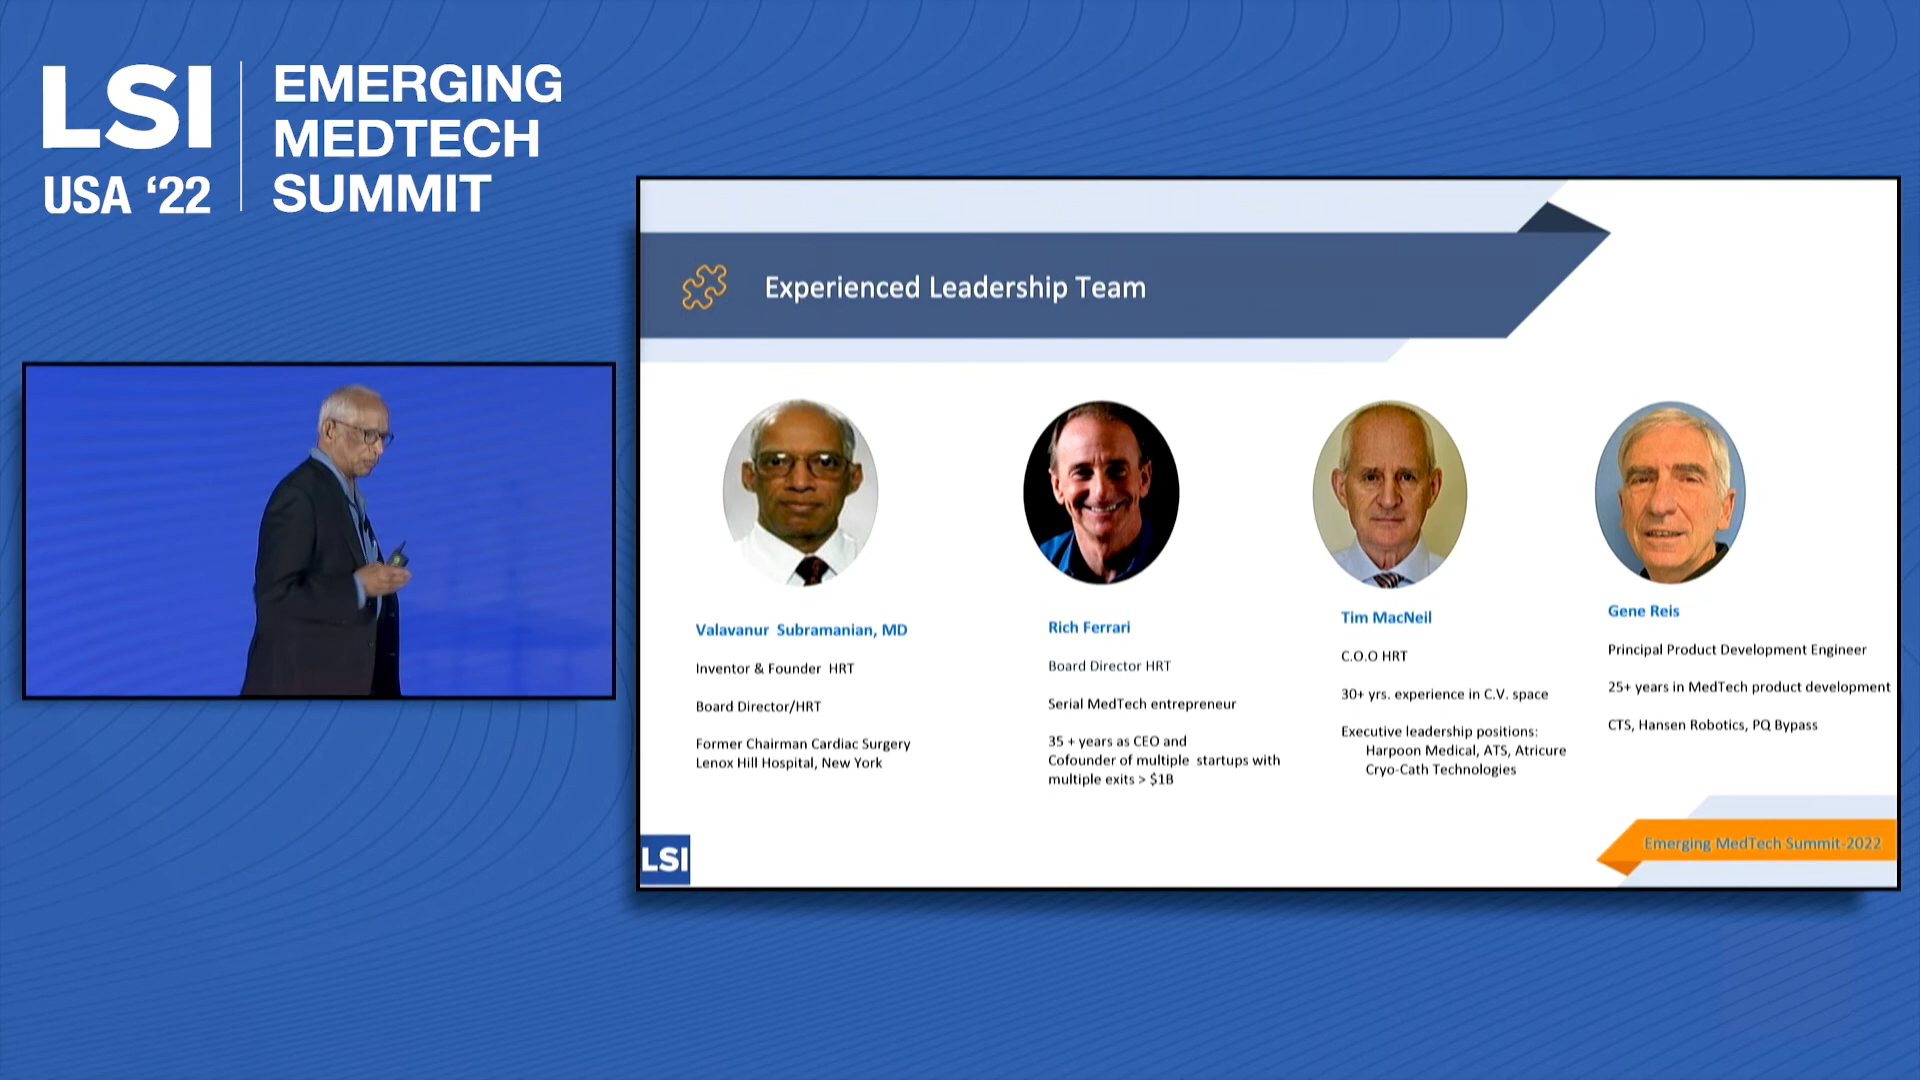 LSI
USA ‘22
EMERGING
MEDTECH
SUMMIT
Experienced Leadership Team
Valavanur Subramanian, MD
Inventor & Founder HRT
Board Director/HRT
Former Chairman Cardiac Surgery
Lenox Hill Hospital, New York
Rich Ferrari
Board Director HRT
Serial MedTech entrepreneur
35 + years as CEO and
Cofounder of multiple startups with
multiple exits > $1B
Tim MacNeil
C.O.O HRT
30+ yrs. experience in C.V. space
Executive leadership positions:
Harpoon Medical, ATS, Atricure
Cryo-Cath Technologies
Gene Reis
Principal Product Development Engineer
25+ years in MedTech product development
CTS, Hansen Robotics, PQ Bypass
LSI
Emerging MedTech Summit-2022